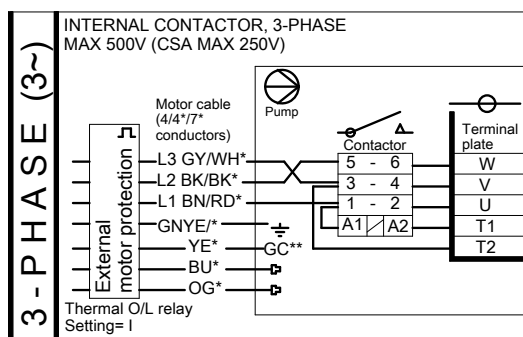 3 - P H A S E (3~)
INTERNAL CONTACTOR, 3-PHASE
MAX 500V (CSA MAX 250V)
External
motor protection
Motor cable
(4/4*/7*
conductors)
L3 GY/WH*
L2 BK/BK*
L1 BN/RD*
GNYE/*
YE*
BU*
OG*
GC**
Thermal O/L relay
Setting= I
Pump
Contactor
5 - 6
3 - 4
1 - 2
A1 A2
Terminal
plate
W
V
U
T1
T2